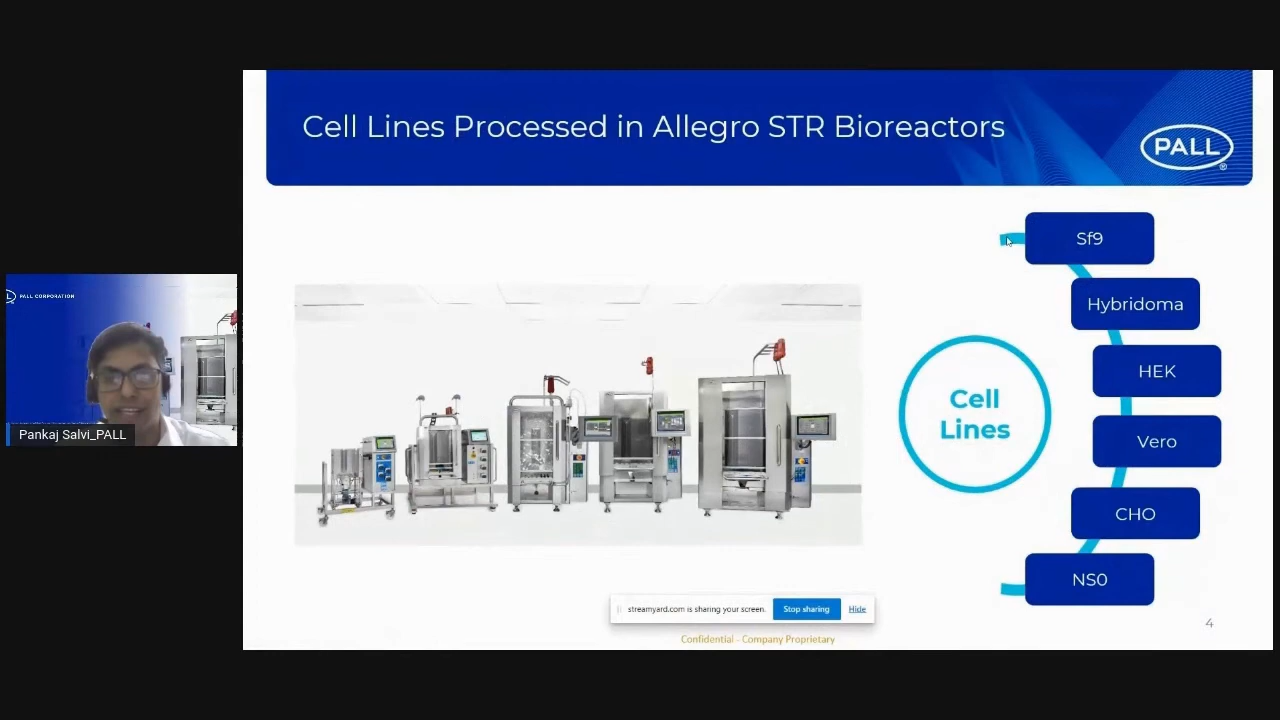 Cell Lines Processed in Allegro STR Bioreactors
PALL
®
Sf9
Hybridoma
HEK
Vero
CHO
NS0
Cell
Lines
PALL CORPORATION
Pankaj Salvi_PALL
streamyard.com is sharing your screen.
Stop sharing
Hide
Confidential - Company Proprietary
4